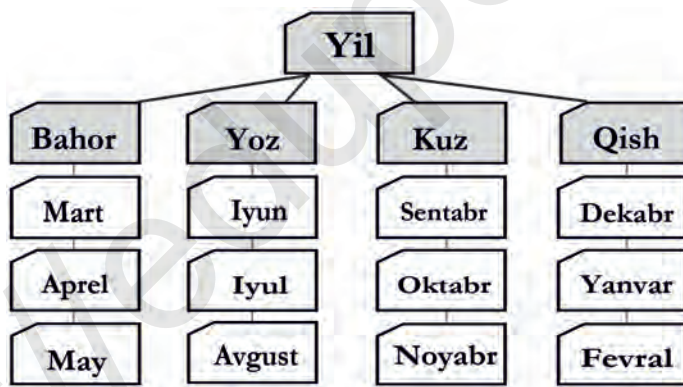 Yil
Bahor Yoz Kuz Qish
Mart Iyun Sentabr Dekabr
Aprel Iyul Oktabr Yanvar
May Avgust Noyabr Fevral